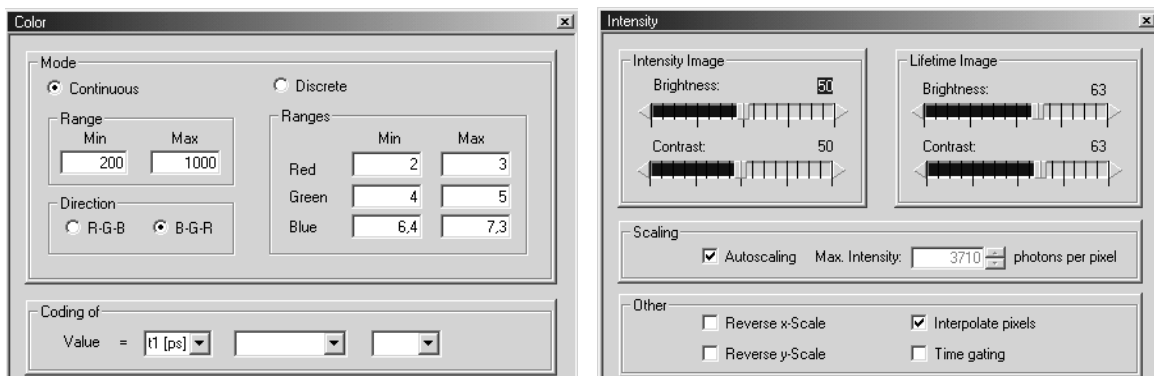 Color
Mode
Continuous
Discrete
Range
Min Max
200 1000
Direction
R-G-B B-G-R
Ranges
Min Max
Red 2 3
Green 4 5
Blue 6,4 7,3
Coding of
Value = t1 [ps]
Intensity
Intensity Image
Brightness: 50
Contrast: 50
Lifetime Image
Brightness: 63
Contrast: 63
Scaling
Autoscaling Max. Intensity: 3710 photons per pixel
Other
Reverse x-Scale Interpolate pixels
Reverse y-Scale Time gating